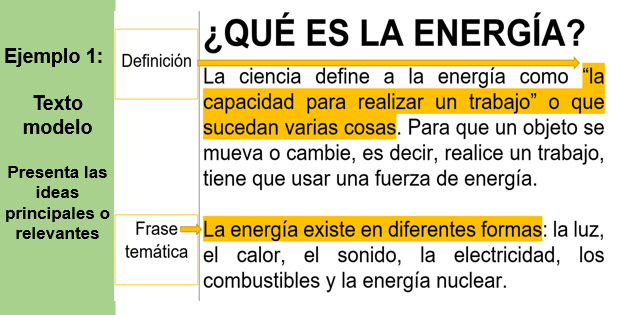 Ejemplo 1:
Texto
modelo
Presenta las
ideas
principales o
relevantes
Definición
Frase
temática
¿QUÉ ES LA ENERGÍA?
La ciencia define a la energía como “la
capacidad para realizar un trabajo” o que
sucedan varias cosas. Para que un objeto se
mueva o cambie, es decir, realice un trabajo,
tiene que usar una fuerza de energía.
La energía existe en diferentes formas: la luz,
el calor, el sonido, la electricidad, los
combustibles y la energía nuclear.